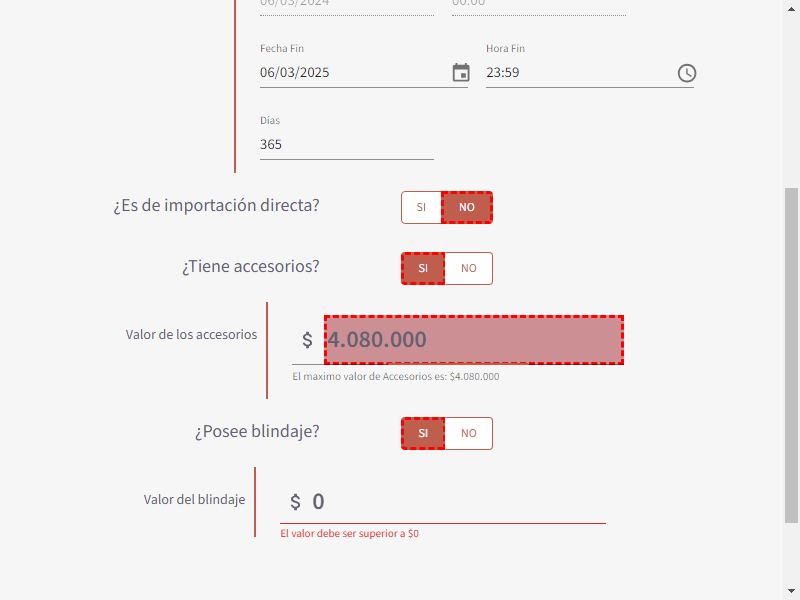 06/03/2024 00:00
Fecha Fin Hora Fin
06/03/2025 23:59
Días
365
¿Es de importación directa? SI NO
¿Tiene accesorios? SI NO
Valor de los accesorios $ 4.080.000
El maximo valor de Accesorios es: $4.080.000
¿Posee blindaje? SI NO
Valor del blindaje $ 0
El valor debe ser superior a $0